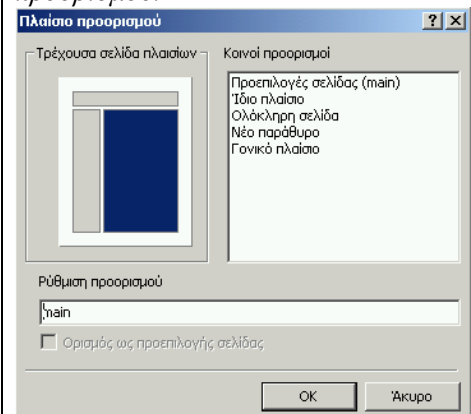 Πλαίσιο προορισμού
Τρέχουσα σελίδα πλαισίων
Κοινοί προορισμοί
Προεπιλογές σελίδας (main)
Ίδιο πλαίσιο
Ολόκληρη σελίδα
Νέο παράθυρο
Γονικό πλαίσιο
Ρύθμιση προορισμού
main
Ορισμός ως προεπιλογής σελίδας
OK
Άκυρο